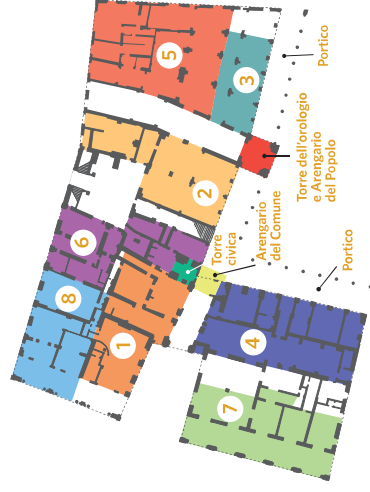 5
3
Portico
Torre dell'orologio
e Arengario
del Popolo
2
6
Torre
civica
Arengario
del Comune
8
1
Portico
4
7